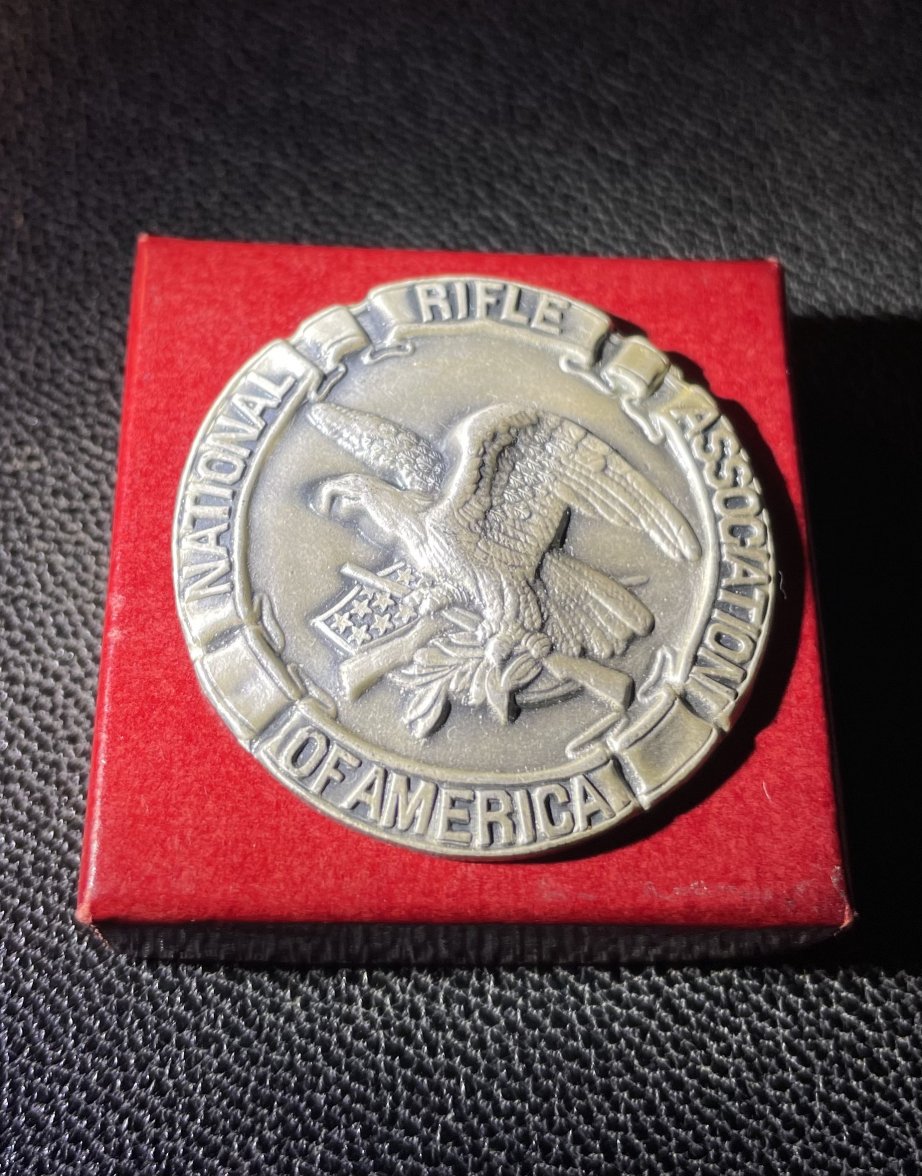 NATIONAL
RIFLE
ASSOCIATION
OF AMERICA